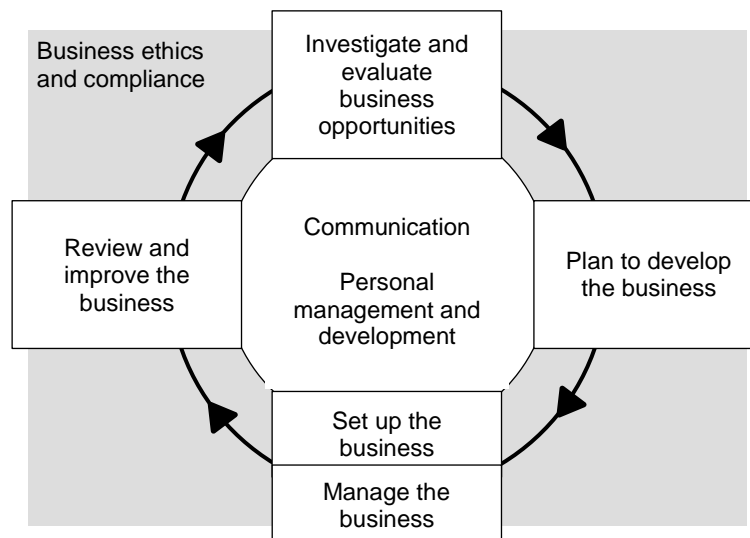 Business ethics
and compliance
Investigate and
evaluate
business
opportunities
Review and
improve the
business
Communication
Personal
management and
development
Plan to develop
the business
Set up the
business
Manage the
business